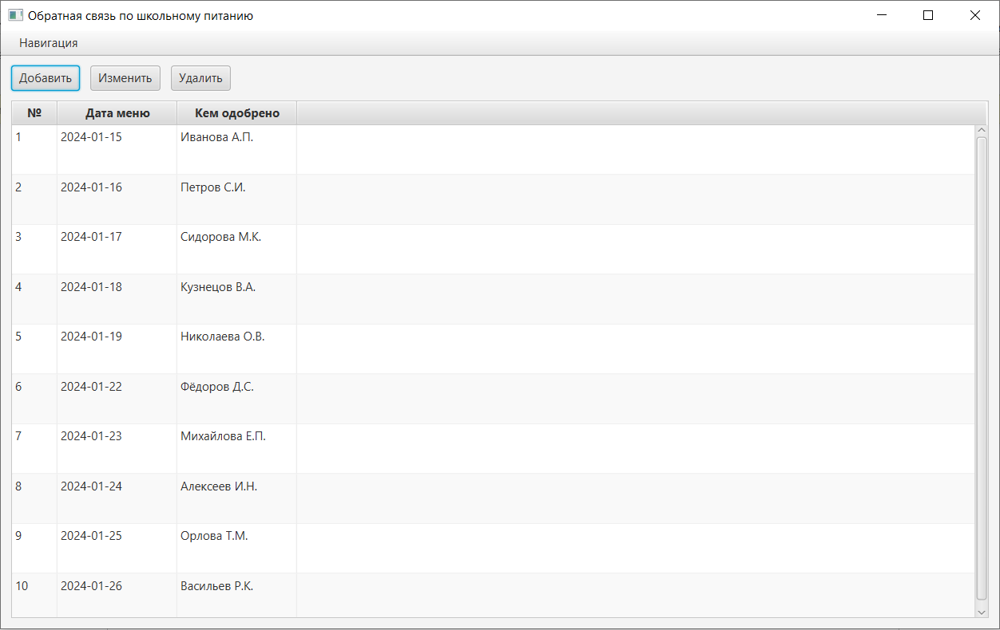 Обратная связь по школьному питанию
Навигация
Добавить Изменить Удалить
№ Дата меню Кем одобрено
1 2024-01-15 Иванова А.П.
2 2024-01-16 Петров С.И.
3 2024-01-17 Сидорова М.К.
4 2024-01-18 Кузнецов В.А.
5 2024-01-19 Николаева О.В.
6 2024-01-22 Фёдоров Д.С.
7 2024-01-23 Михайлова Е.П.
8 2024-01-24 Алексеев И.Н.
9 2024-01-25 Орлова Т.М.
10 2024-01-26 Васильев Р.К.